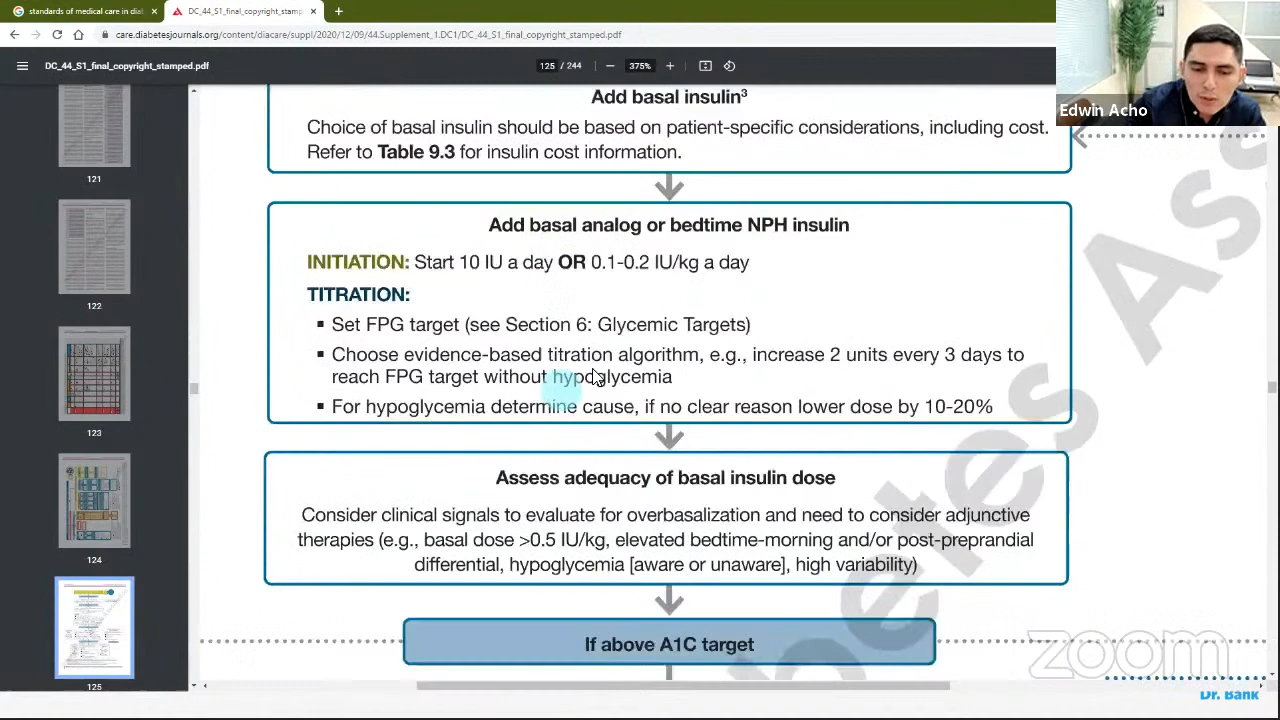 standards of medical care in dia
DC_44_S1_final_copyright_stamp
care.diabetesjournals.org/content/diacare/suppl/2020/12/09/44.Supplement_1.DC1/DC_44_S1_final_copyright_stamped.pdf
DC_44_S1_final_copyright_stamped.pdf
125 / 244
375%
Edwin Acho
121
122
123
124
125
Add basal insulin³
Choice of basal insulin should be based on patient-specific considerations, including cost.
Refer to Table 9.3 for insulin cost information.
Add basal analog or bedtime NPH insulin
INITIATION: Start 10 IU a day OR 0.1-0.2 IU/kg a day
TITRATION:
▪ Set FPG target (see Section 6: Glycemic Targets)
▪ Choose evidence-based titration algorithm, e.g., increase 2 units every 3 days to
reach FPG target without hypoglycemia
▪ For hypoglycemia determine cause, if no clear reason lower dose by 10-20%
Assess adequacy of basal insulin dose
Consider clinical signals to evaluate for overbasalization and need to consider adjunctive
therapies (e.g., basal dose >0.5 IU/kg, elevated bedtime-morning and/or post-preprandial
differential, hypoglycemia [aware or unaware], high variability)
If above A1C target
etes Ass
zoom
Dr. Bank